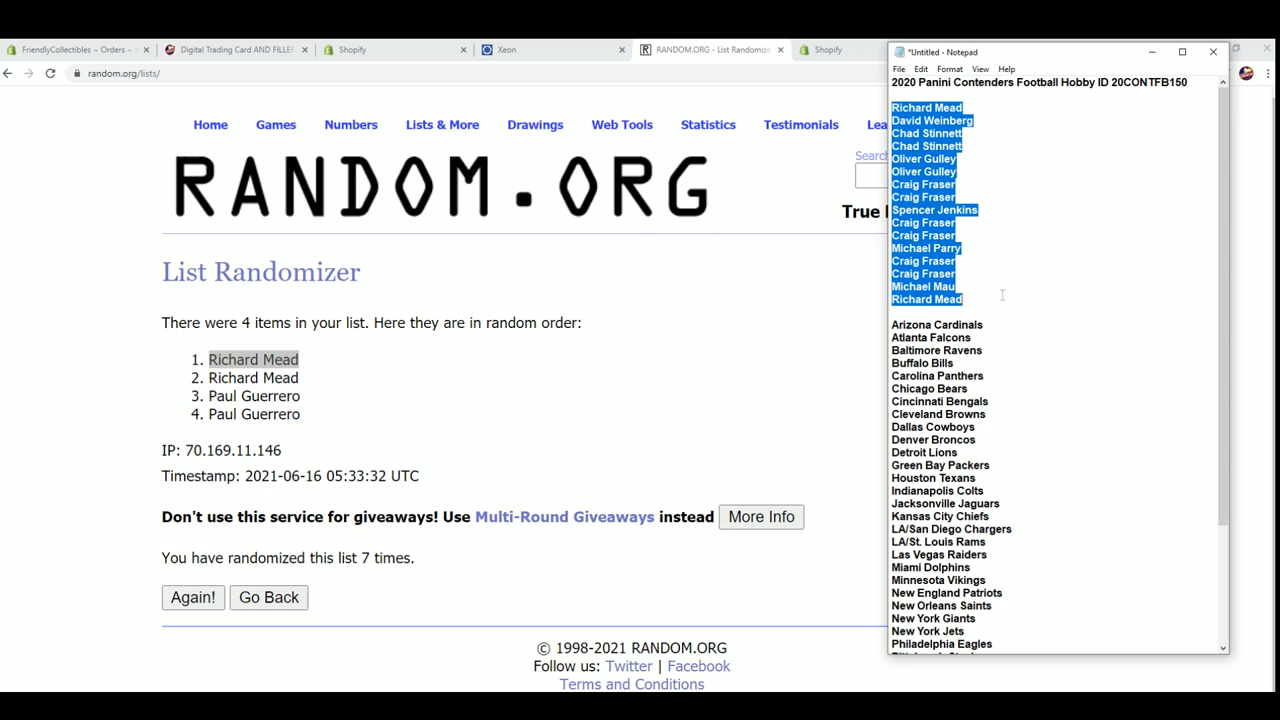 FriendlyCollectibles ~ Orders ~
Digital Trading Card AND FILLER
Shopify
Xeon
RANDOM.ORG - List Randomize
Shopify
random.org/lists/
Home
Games
Numbers
Lists & More
Drawings
Web Tools
Statistics
Testimonials
Lea
Search
RANDOM.ORG
True
List Randomizer
There were 4 items in your list. Here they are in random order:
1. Richard Mead
2. Richard Mead
3. Paul Guerrero
4. Paul Guerrero
IP: 70.169.11.146
Timestamp: 2021-06-16 05:33:32 UTC
Don't use this service for giveaways! Use Multi-Round Giveaways instead
More Info
You have randomized this list 7 times.
Again!
Go Back
© 1998-2021 RANDOM.ORG
Follow us: Twitter | Facebook
Terms and Conditions
*Untitled - Notepad
File Edit Format View Help
2020 Panini Contenders Football Hobby ID 20CONTFB150
Richard Mead
David Weinberg
Chad Stinnett
Chad Stinnett
Oliver Gulley
Oliver Gulley
Craig Fraser
Craig Fraser
Spencer Jenkins
Craig Fraser
Craig Fraser
Michael Parry
Craig Fraser
Craig Fraser
Michael Mau
Richard Mead
Arizona Cardinals
Atlanta Falcons
Baltimore Ravens
Buffalo Bills
Carolina Panthers
Chicago Bears
Cincinnati Bengals
Cleveland Browns
Dallas Cowboys
Denver Broncos
Detroit Lions
Green Bay Packers
Houston Texans
Indianapolis Colts
Jacksonville Jaguars
Kansas City Chiefs
LA/San Diego Chargers
LA/St. Louis Rams
Las Vegas Raiders
Miami Dolphins
Minnesota Vikings
New England Patriots
New Orleans Saints
New York Giants
New York Jets
Philadelphia Eagles